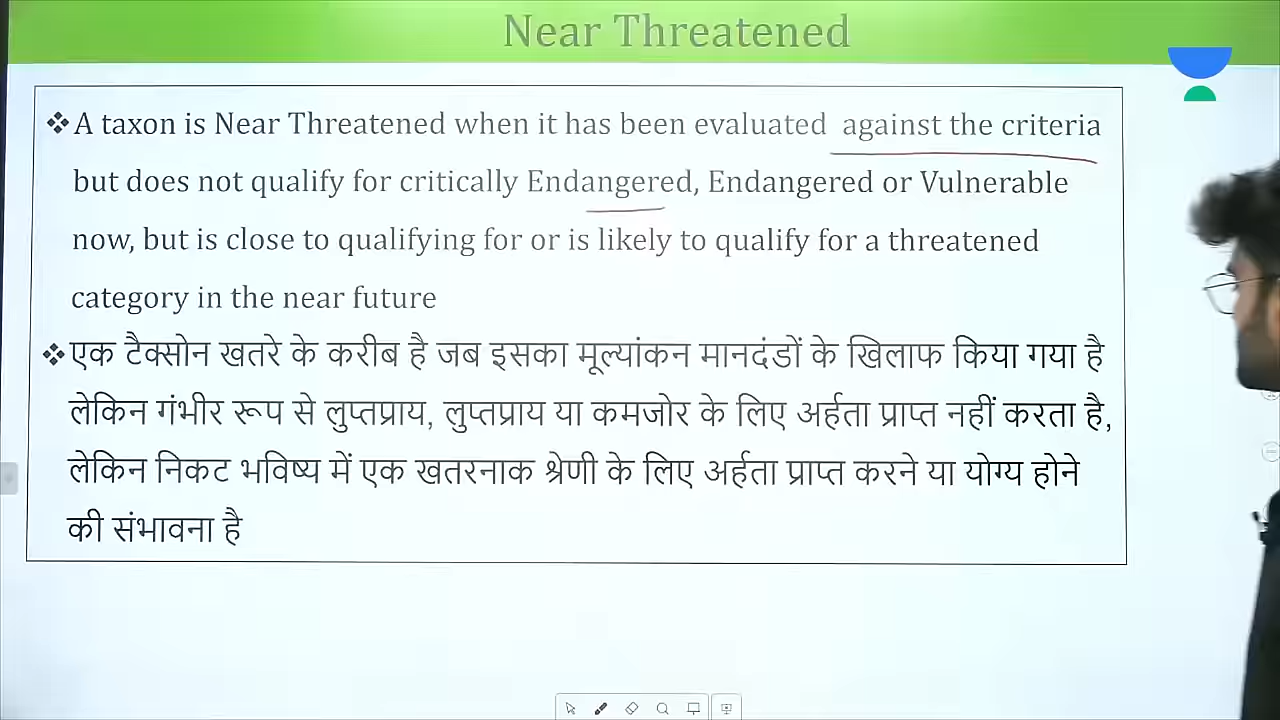 Near Threatened
❖A taxon is Near Threatened when it has been evaluated against the criteria
but does not qualify for critically Endangered, Endangered or Vulnerable
now, but is close to qualifying for or is likely to qualify for a threatened
category in the near future
❖एक टैक्सोन खतरे के करीब है जब इसका मूल्यांकन मानदंडों के खिलाफ किया गया है
लेकिन गंभीर रूप से लुप्तप्राय, लुप्तप्राय या कमजोर के लिए अर्हता प्राप्त नहीं करता है,
लेकिन निकट भविष्य में एक खतरनाक श्रेणी के लिए अर्हता प्राप्त करने या योग्य होने
की संभावना है